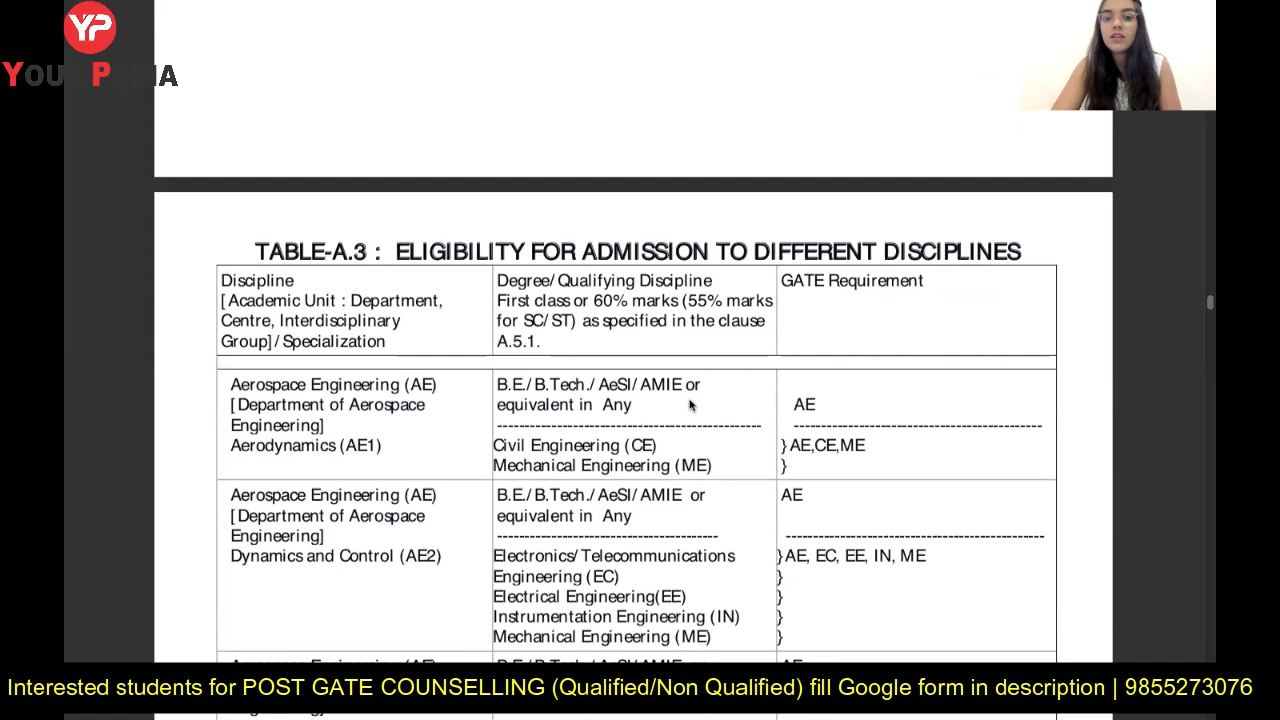 YP
YOUR PEDIA
TABLE-A.3 : ELIGIBILITY FOR ADMISSION TO DIFFERENT DISCIPLINES
Discipline
[Academic Unit : Department,
Centre, Interdisciplinary
Group]/Specialization
Degree/Qualifying Discipline
First class or 60% marks (55% marks
for SC/ST) as specified in the clause
A.5.1.
GATE Requirement
Aerospace Engineering (AE)
[Department of Aerospace
Engineering]
Aerodynamics (AE1)
B.E./B.Tech./AeSI/AMIE or
equivalent in Any
--------------------------------------------------
Civil Engineering (CE)
Mechanical Engineering (ME)
AE
----------------------------------------------
}AE,CE,ME
}
Aerospace Engineering (AE)
[Department of Aerospace
Engineering]
Dynamics and Control (AE2)
B.E./B.Tech./AeSI/AMIE or
equivalent in Any
------------------------------------------
Electronics/Telecommunications
Engineering (EC)
Electrical Engineering(EE)
Instrumentation Engineering (IN)
Mechanical Engineering (ME)
AE
------------------------------------------------
}AE, EC, EE, IN, ME
}
}
}
}
Interested students for POST GATE COUNSELLING (Qualified/Non Qualified) fill Google form in description | 9855273076